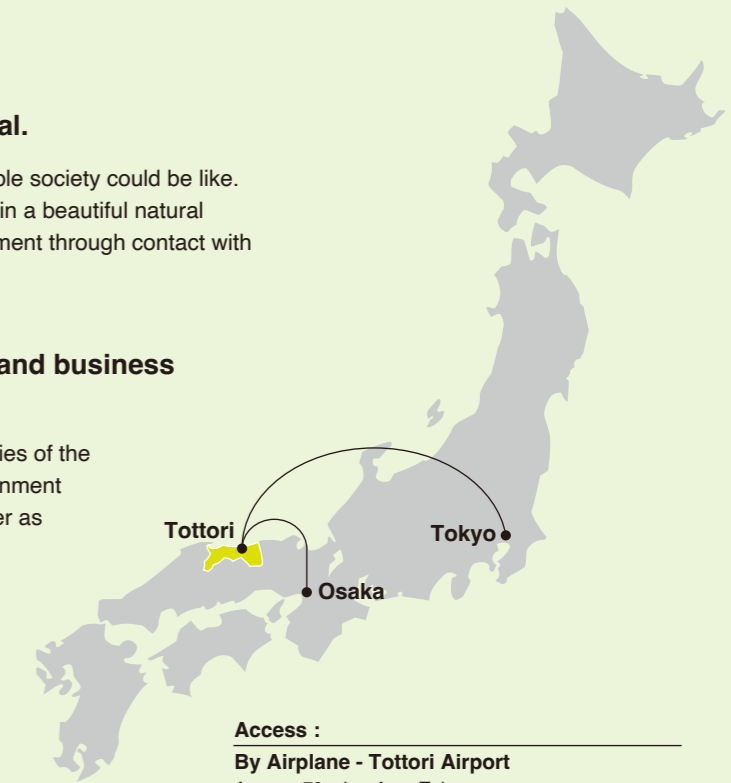 al.
ble society could be like.
in a beautiful natural
ment through contact with
and business
ies of the
nment
er as
Tottori
Tokyo
Osaka
Access :
By Airplane - Tottori Airport